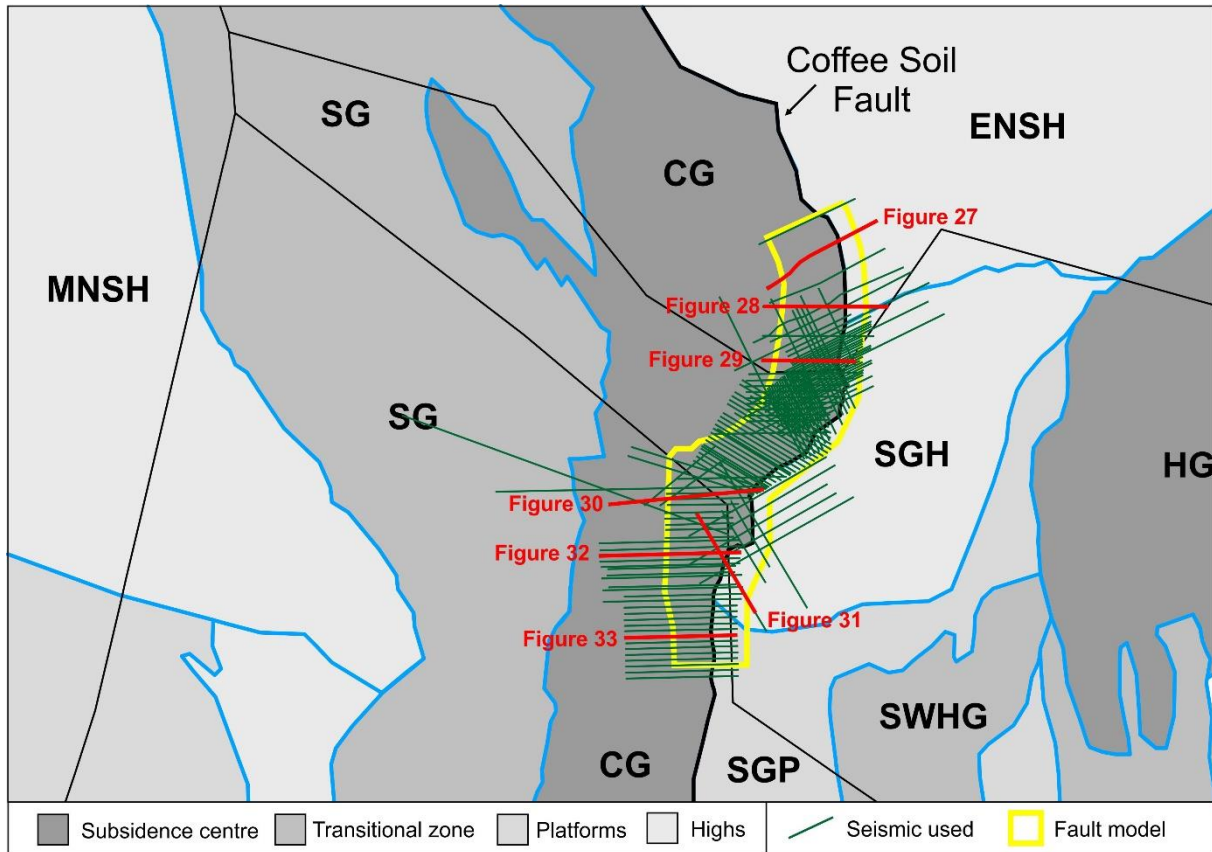 Coffee Soil
Fault
SG
ENSH
CG
Figure 27
MNSH
Figure 28
Figure 29
SG
SGH
HG
Figure 30
Figure 32
Figure 31
Figure 33
SWHG
CG
SGP
Subsidence centre
Transitional zone
Platforms
Highs
Seismic used
Fault model